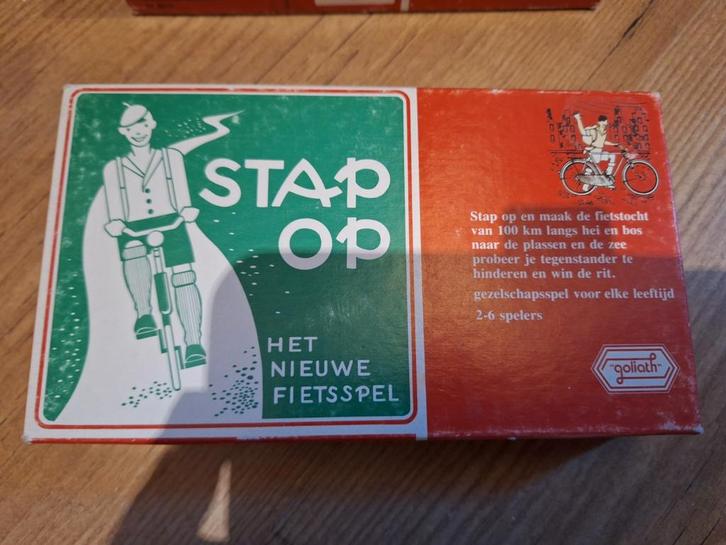 STAP
OP
HET
NIEUWE
FIETSSPEL
Stap op en maak de fietstocht
van 100 km langs hei en bos
naar de plassen en de zee
probeer je tegenstander te
hinderen en win de rit.
gezelschapsspel voor elke leeftijd
2-6 spelers
"goliath"